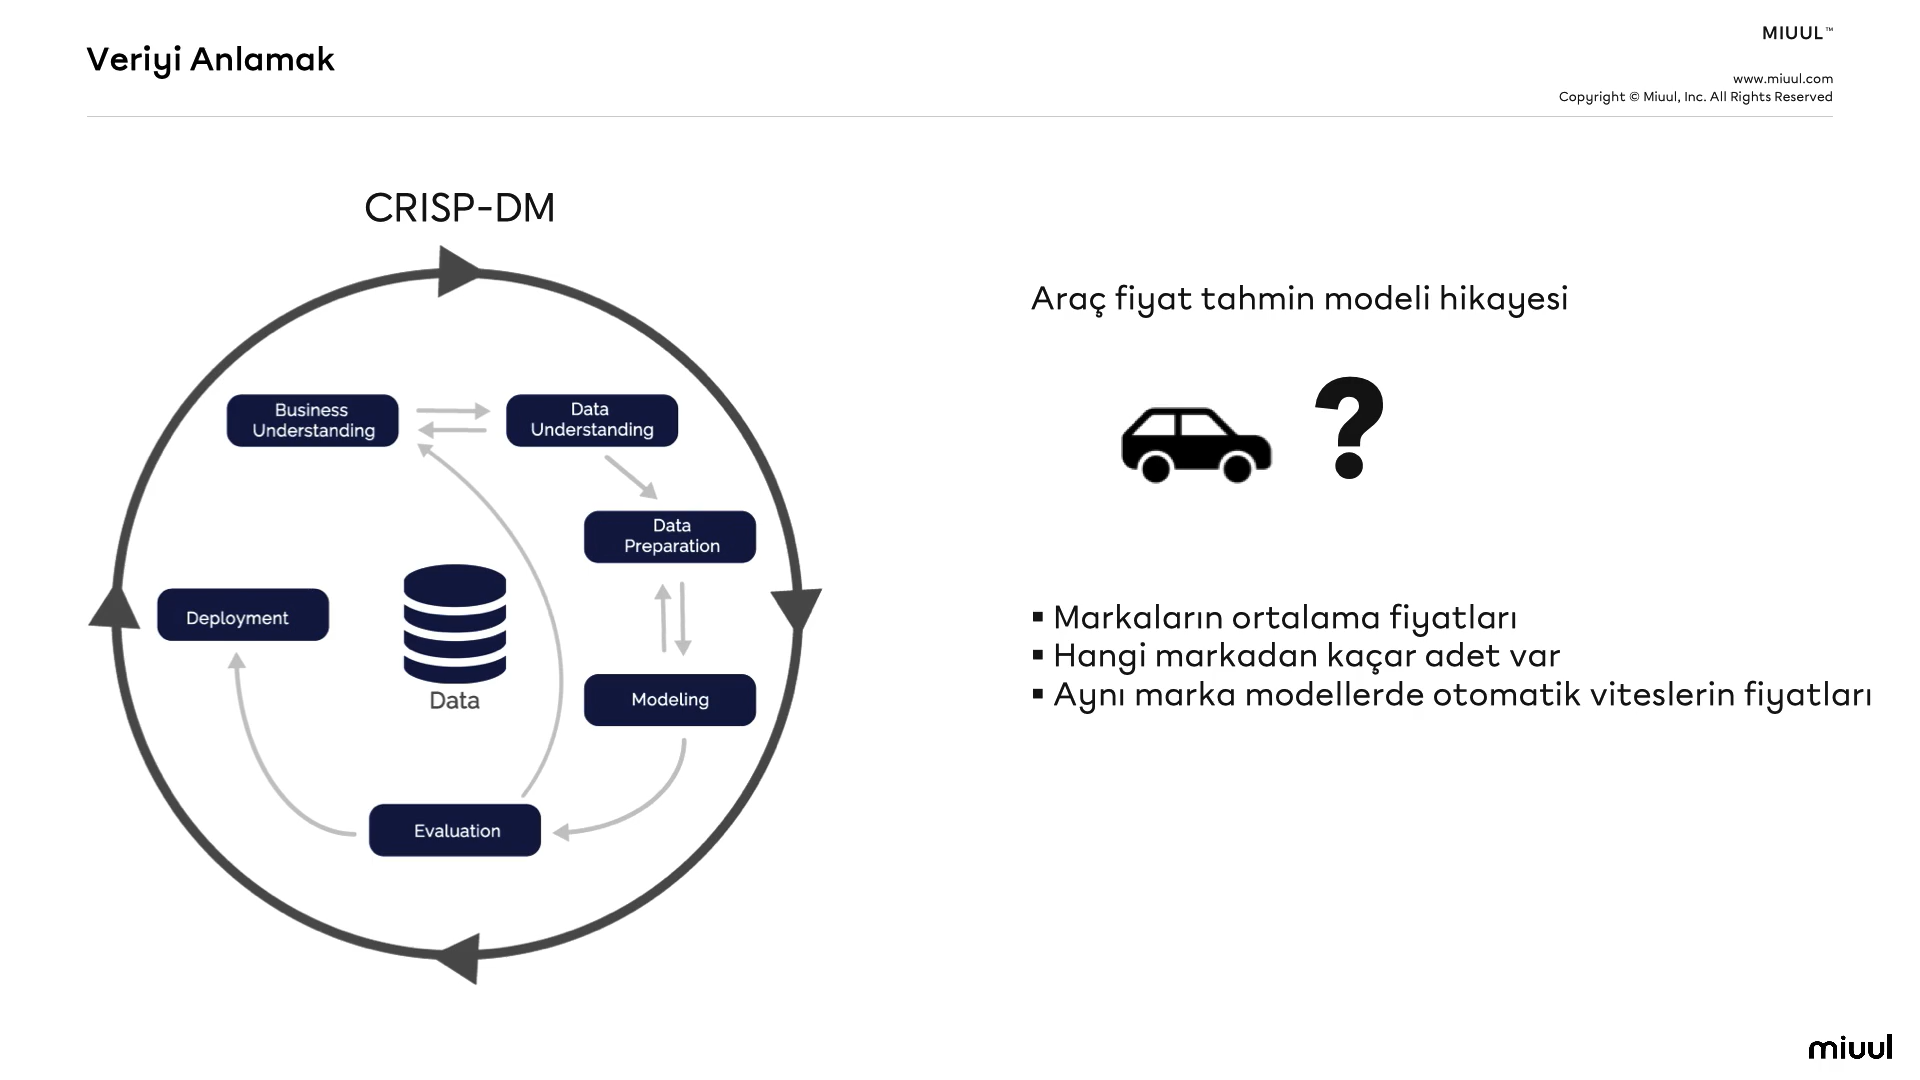 Veriyi Anlamak
MIUUL™
www.miuul.com
Copyright © Miuul, Inc. All Rights Reserved
CRISP-DM
Business
Understanding
Data
Understanding
Data
Preparation
Deployment
Data
Modeling
Evaluation
Araç fiyat tahmin modeli hikayesi
?
▪ Markaların ortalama fiyatları
▪ Hangi markadan kaçar adet var
▪ Aynı marka modellerde otomatik viteslerin fiyatları
miuul